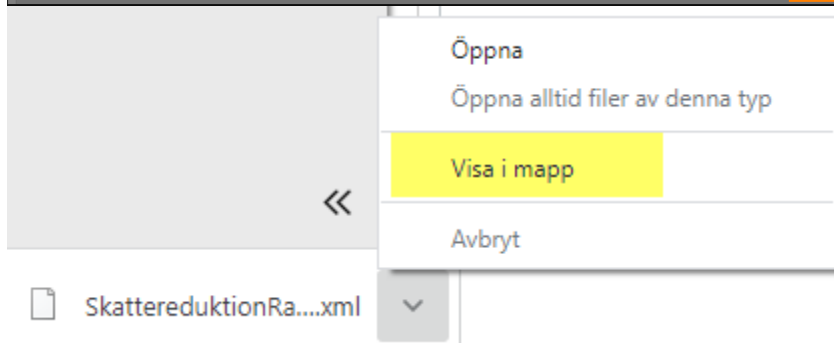 Öppna
Öppna alltid filer av denna typ
Visa i mapp
Avbryt
SkattereduktionRa....xml